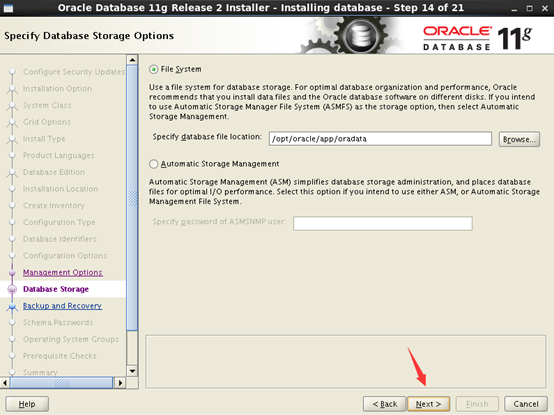 Oracle Database 11g Release 2 Installer - Installing database - Step 14 of 21
Specify Database Storage Options
ORACLE
DATABASE
11g
Configure Security Updates
Installation Option
System Class
Grid Options
Install Type
Product Languages
Database Edition
Installation Location
Create Inventory
Configuration Type
Database Identifiers
Configuration Options
Management Options
Database Storage
Backup and Recovery
Schema Passwords
Operating System Groups
Prerequisite Checks
Summary
File System
Use a file system for database storage. For optimal database organization and performance, Oracle
recommends that you install data files and the Oracle database software on different disks. If you intend
to use Automatic Storage Manager File System (ASMFS) as the storage option, then select Automatic
Storage Management.
Specify database file location: /opt/oracle/app/oradata Browse...
Automatic Storage Management
Automatic Storage Management (ASM) simplifies database storage administration, and places database
files for optimal I/O performance. Select this option if you intend to use either ASM, or Automatic Storage
Management File System.
Specify password of ASMSNMP user:
Help < Back Next > Finish Cancel